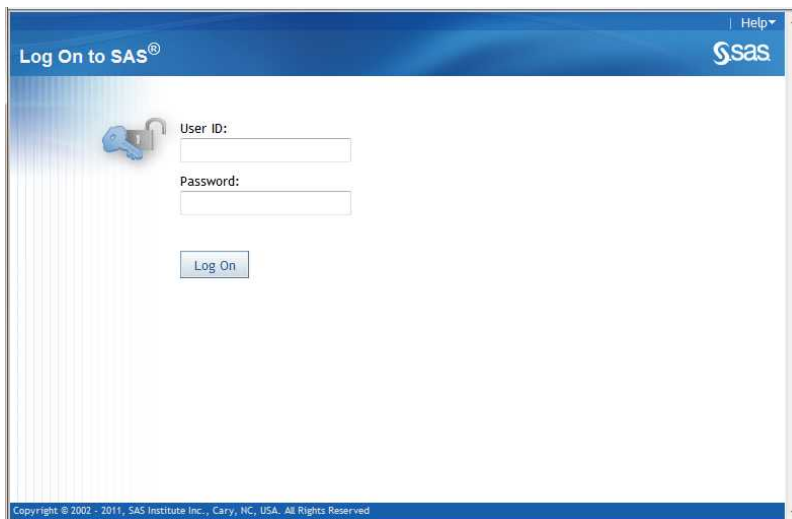 | Help
Log On to SAS®
sas
User ID:
Password:
Log On
Copyright © 2002 - 2011, SAS Institute Inc., Cary, NC, USA. All Rights Reserved